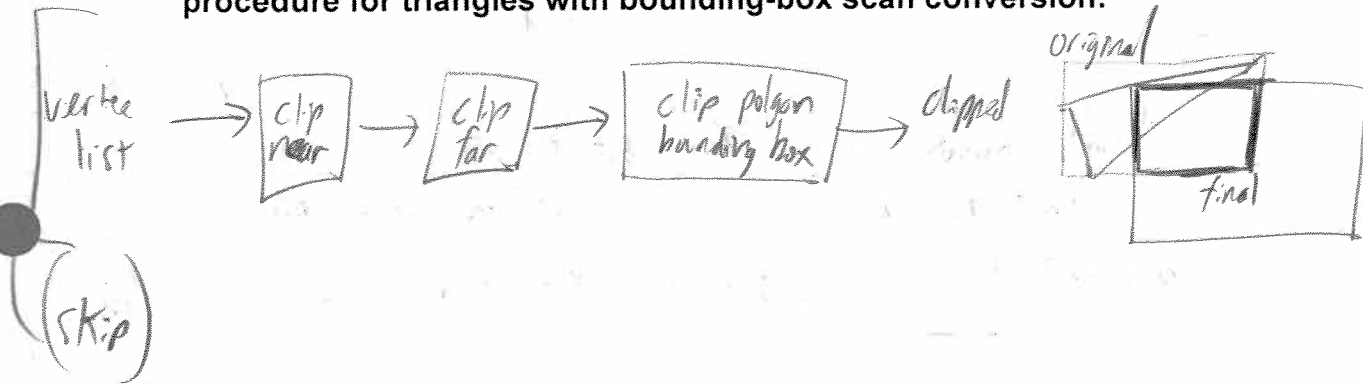 procedure for triangles with bounding-box scan conversion.
original
vertex
list
clip
near
clip
far
clip polgon
bounding box
clipped
final
(skip)